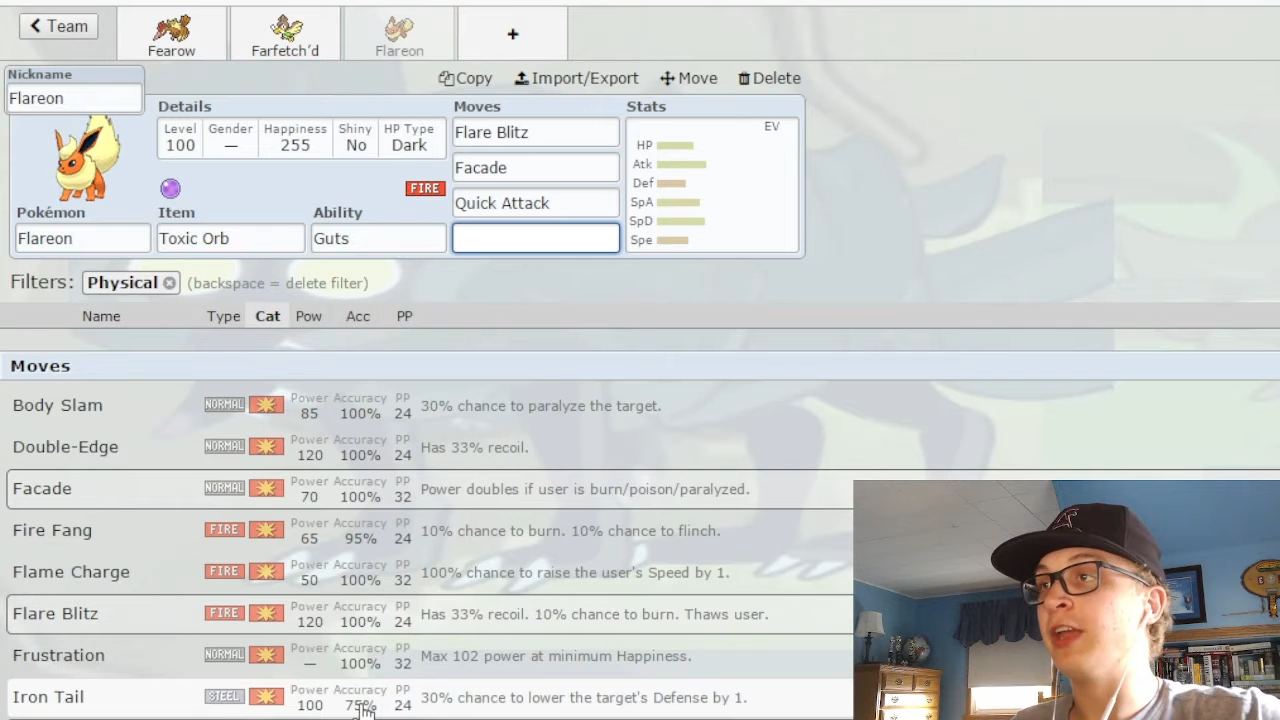 Team
Fearow
Farfetch'd
Flareon
+
Nickname
Flareon
Copy
Import/Export
Move
Delete
Details
Moves
Stats
Level
100
Gender
—
Happiness
255
Shiny
No
HP Type
Dark
Flare Blitz
Facade
Quick Attack
EV
HP
Atk
Def
SpA
SpD
Spe
FIRE
Pokémon
Item
Ability
Flareon
Toxic Orb
Guts
Filters: Physical (backspace = delete filter)
Name Type Cat Pow Acc PP
Moves
Body Slam NORMAL Power 85 Accuracy 100% PP 24 30% chance to paralyze the target.
Double-Edge NORMAL Power 120 Accuracy 100% PP 24 Has 33% recoil.
Facade NORMAL Power 70 Accuracy 100% PP 32 Power doubles if user is burn/poison/paralyzed.
Fire Fang FIRE Power 65 Accuracy 95% PP 24 10% chance to burn. 10% chance to flinch.
Flame Charge FIRE Power 50 Accuracy 100% PP 32 100% chance to raise the user's Speed by 1.
Flare Blitz FIRE Power 120 Accuracy 100% PP 24 Has 33% recoil. 10% chance to burn. Thaws user.
Frustration NORMAL Power — Accuracy 100% PP 32 Max 102 power at minimum Happiness.
Iron Tail STEEL Power 100 Accuracy 75% PP 24 30% chance to lower the target's Defense by 1.